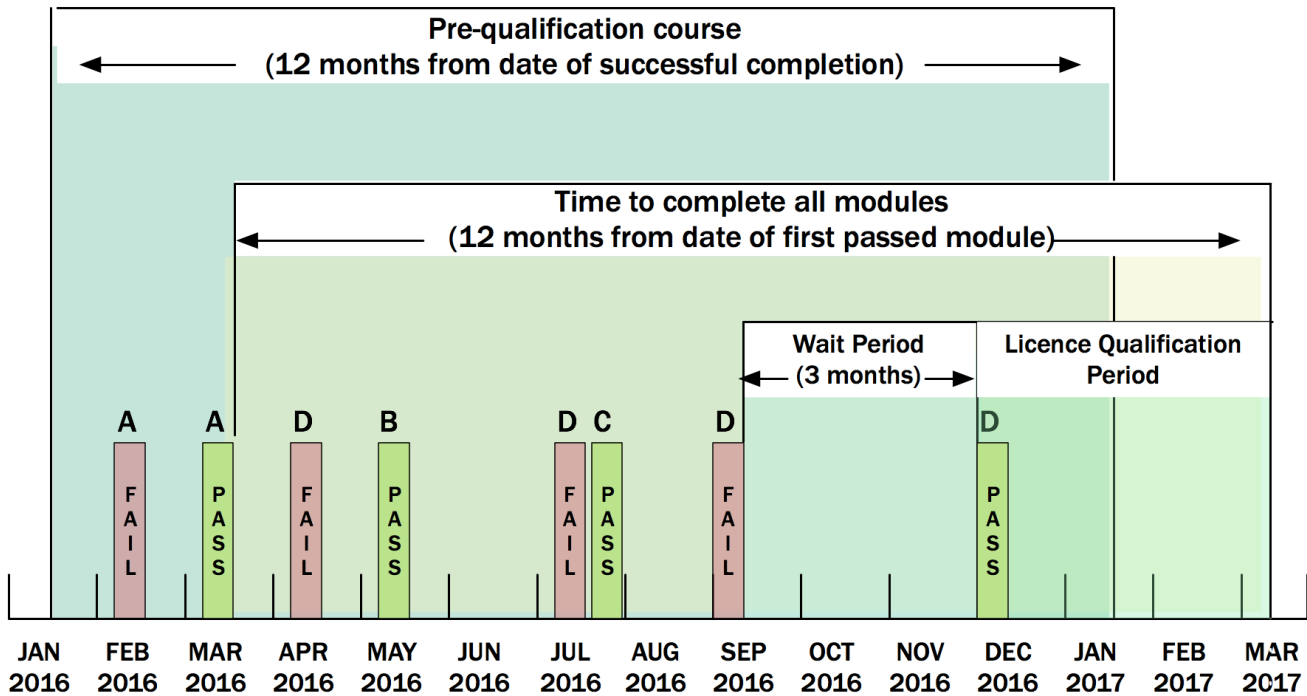 Pre-qualification course
(12 months from date of successful completion)
Time to complete all modules
(12 months from date of first passed module)
Wait Period
(3 months)
Licence Qualification
Period
A A D B D C D D
FAIL PASS FAIL PASS FAIL PASS FAIL PASS
JAN FEB MAR APR MAY JUN JUL AUG SEP OCT NOV DEC JAN FEB MAR
2016 2016 2016 2016 2016 2016 2016 2016 2016 2016 2016 2016 2017 2017 2017